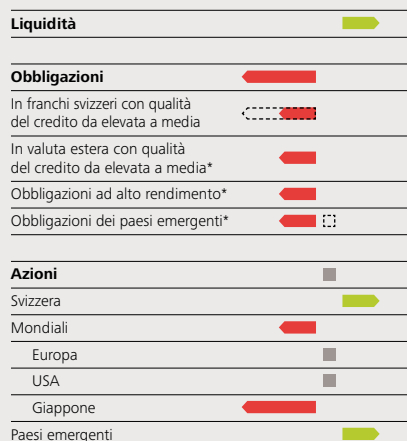 Liquidità
Obbligazioni
In franchi svizzeri con qualità
del credito da elevata a media
In valuta estera con qualità
del credito da elevata a media*
Obbligazioni ad alto rendimento*
Obbligazioni dei paesi emergenti*
Azioni
Svizzera
Mondiali
Europa
USA
Giappone
Paesi emergenti